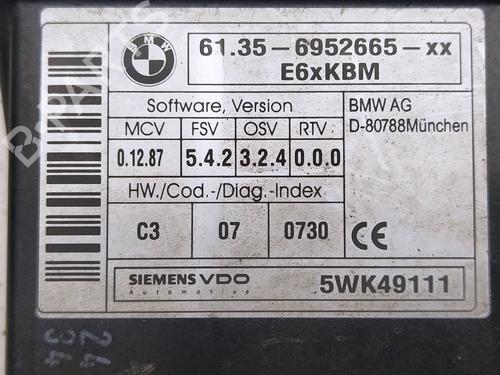 BMW
61.35 - 6952665 - xx
E6xKBM
Software, Version
MCV FSV OSV RTV
0.12.87 5.4.2 3.2.4 0.0.0
HW./Cod.-/Diag.-Index
C3 07 0730
BMW AG
D-80788München
CE
SIEMENS VDO
Automotive
5WK49111